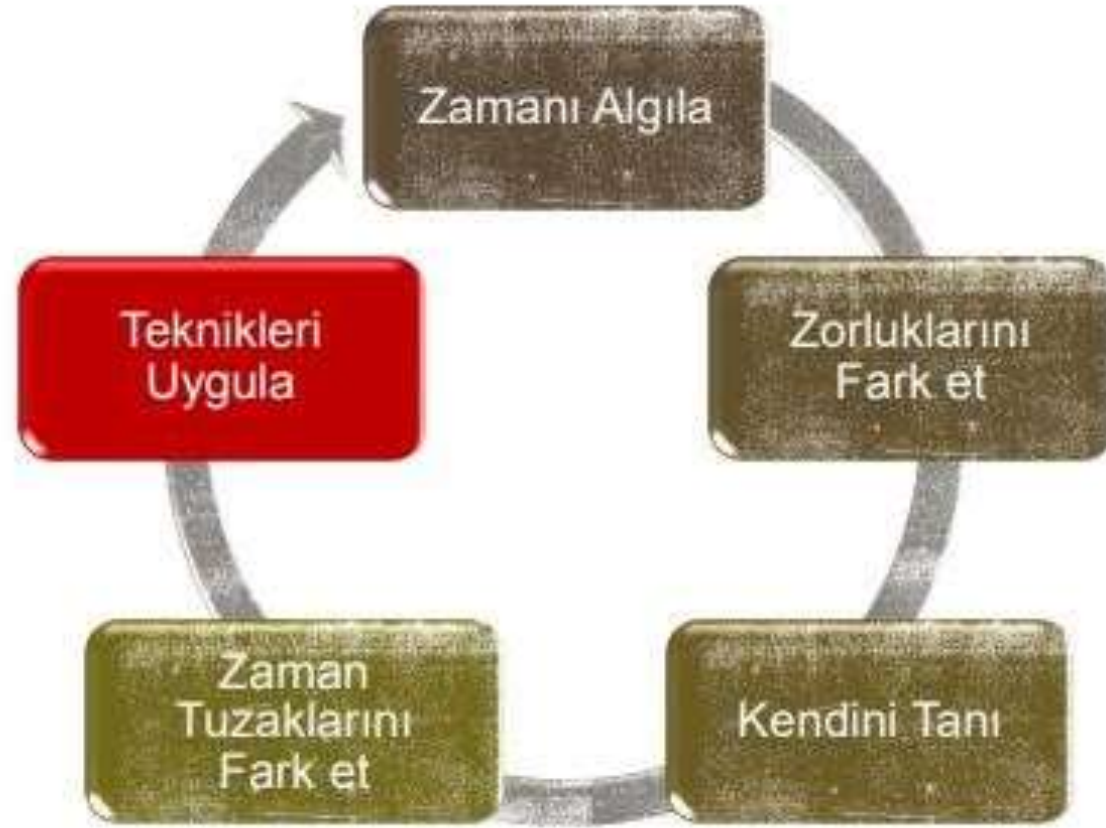 Zamanı Algıla
Zorluklarını
Fark et
Kendini Tanı
Zaman
Tuzaklarını
Fark et
Teknikleri
Uygula